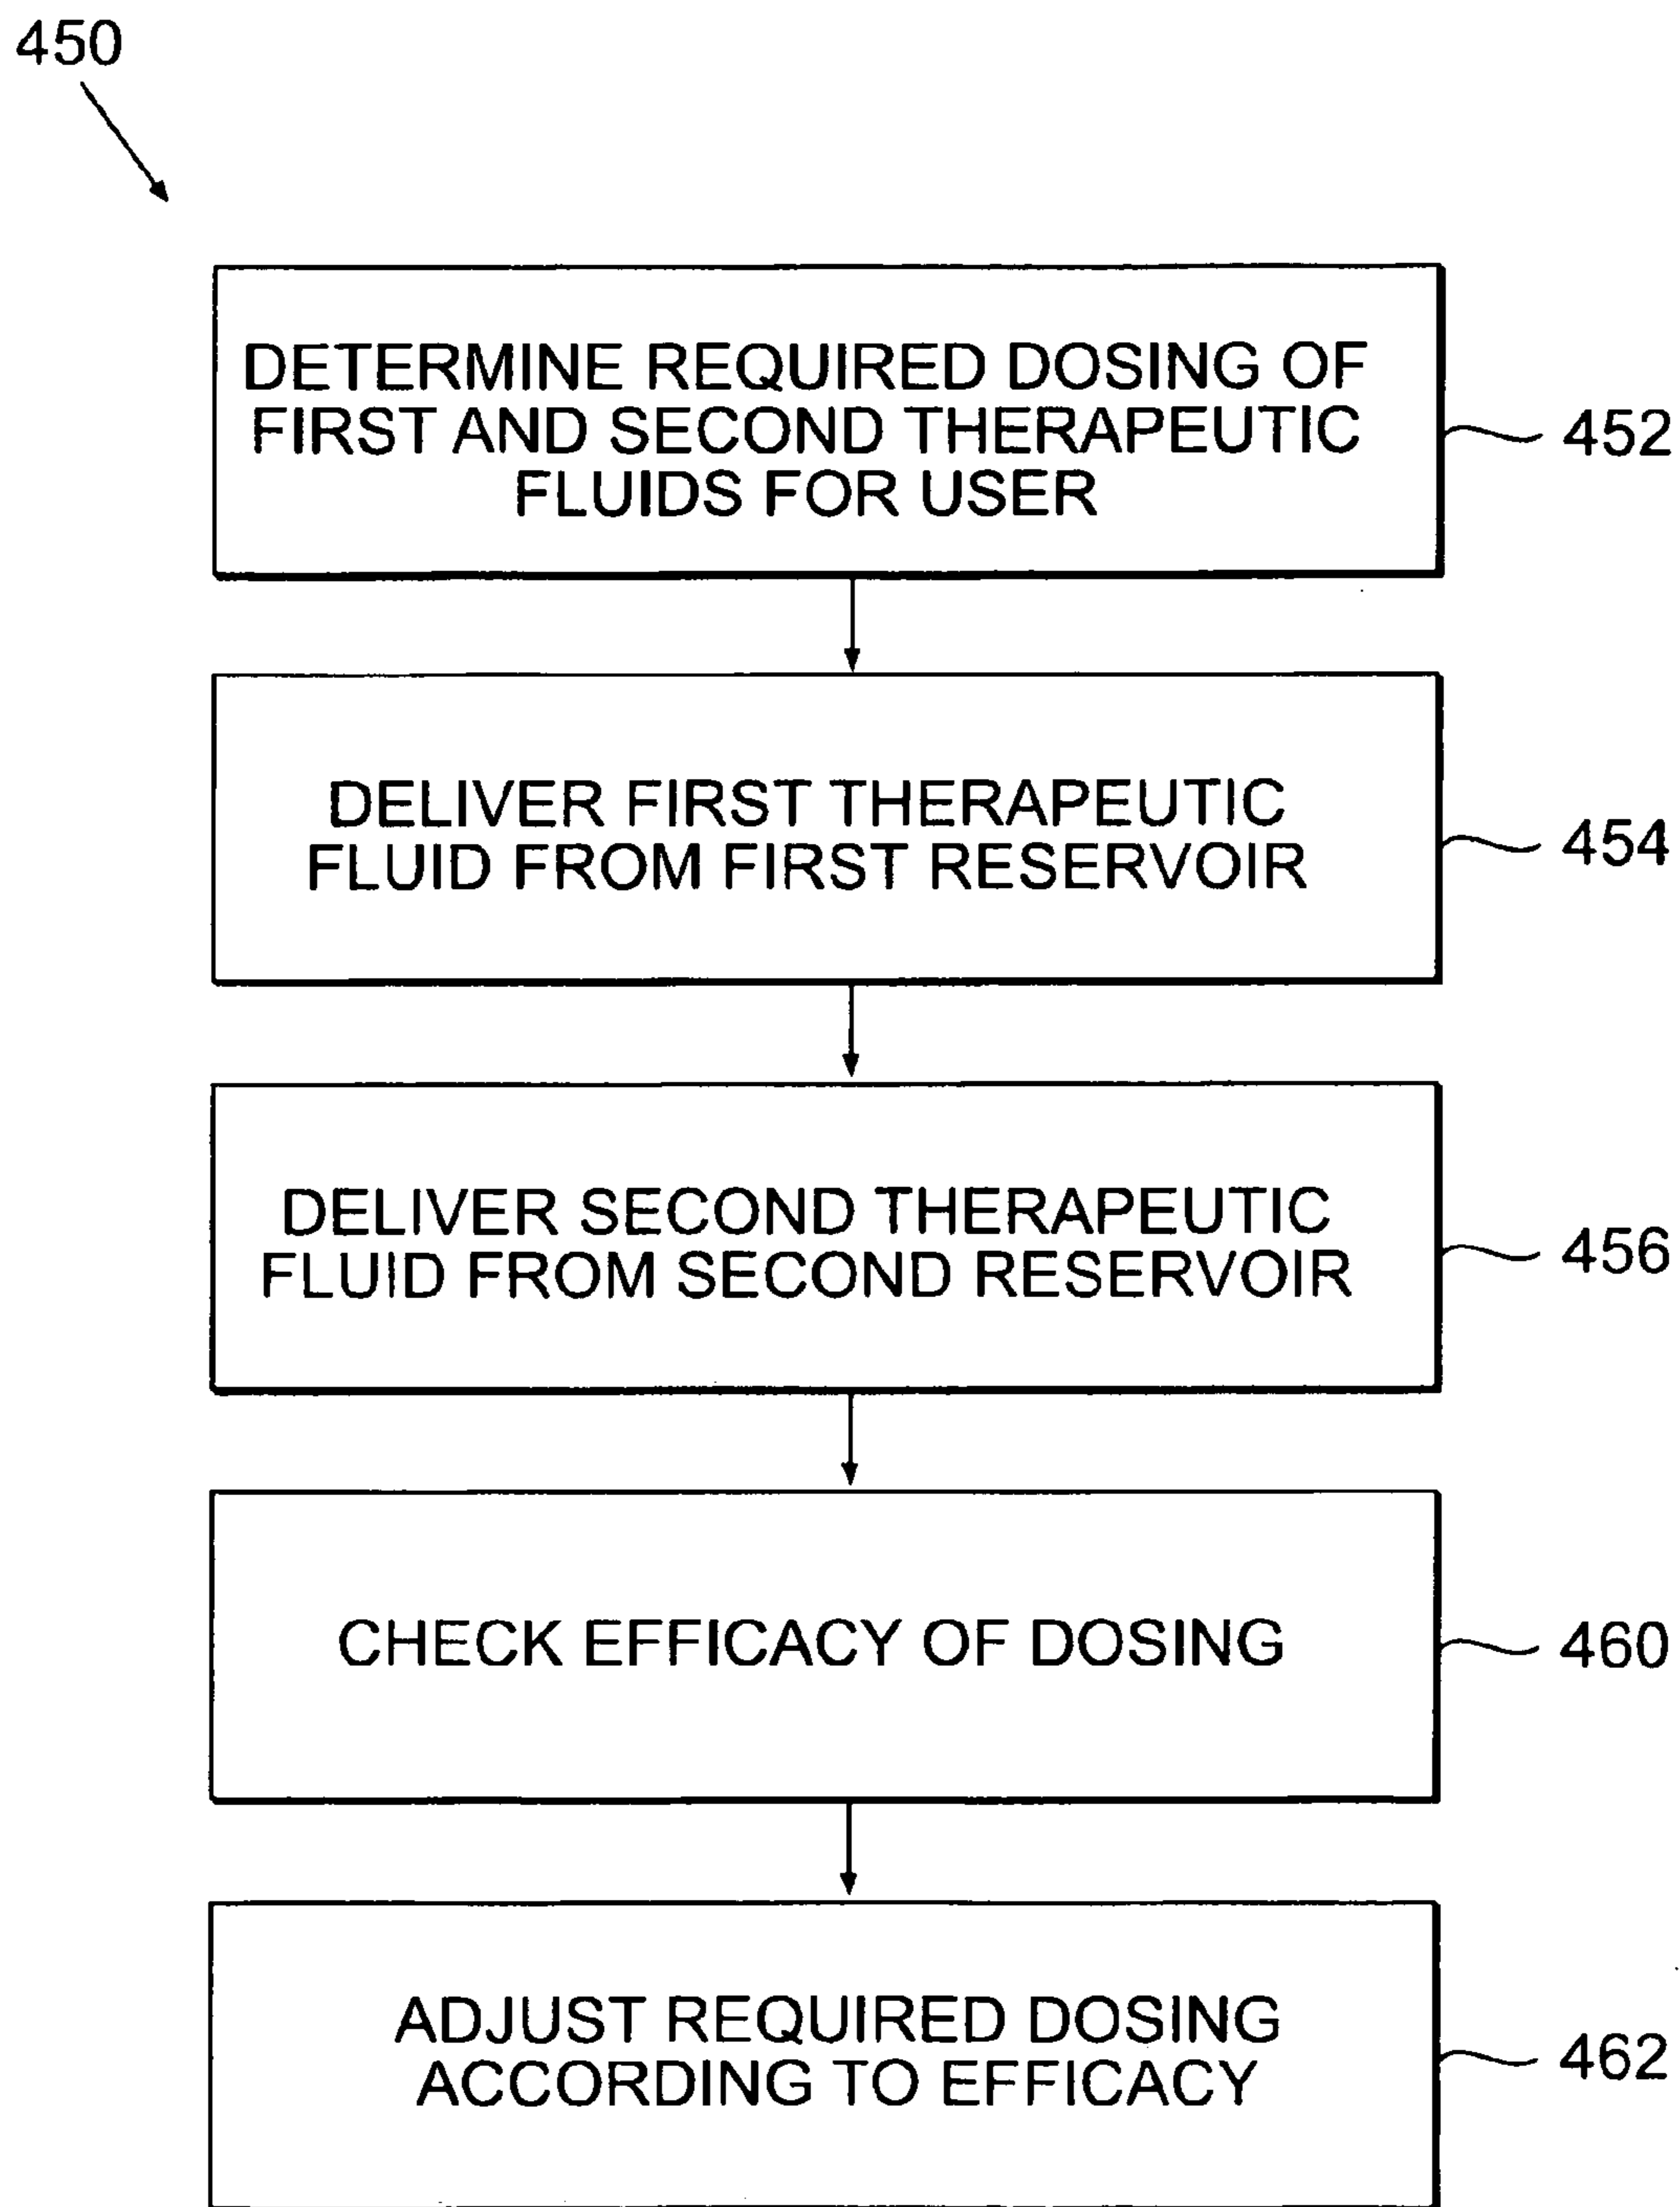 450
DETERMINE REQUIRED DOSING OF
FIRST AND SECOND THERAPEUTIC
FLUIDS FOR USER
452
DELIVER FIRST THERAPEUTIC
FLUID FROM FIRST RESERVOIR
454
DELIVER SECOND THERAPEUTIC
FLUID FROM SECOND RESERVOIR
456
CHECK EFFICACY OF DOSING
460
ADJUST REQUIRED DOSING
ACCORDING TO EFFICACY
462